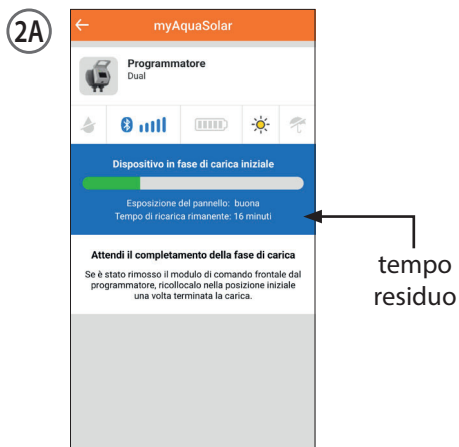 2A
myAquaSolar
Programmatore
Dual
Dispositivo in fase di carica iniziale
Esposizione del pannello: buona
Tempo di ricarica rimanente: 16 minuti
tempo
residuo
Attendi il completamento della fase di carica
Se è stato rimosso il modulo di comando frontale dal
programmatore, ricollocalo nella posizione iniziale
una volta terminata la carica.